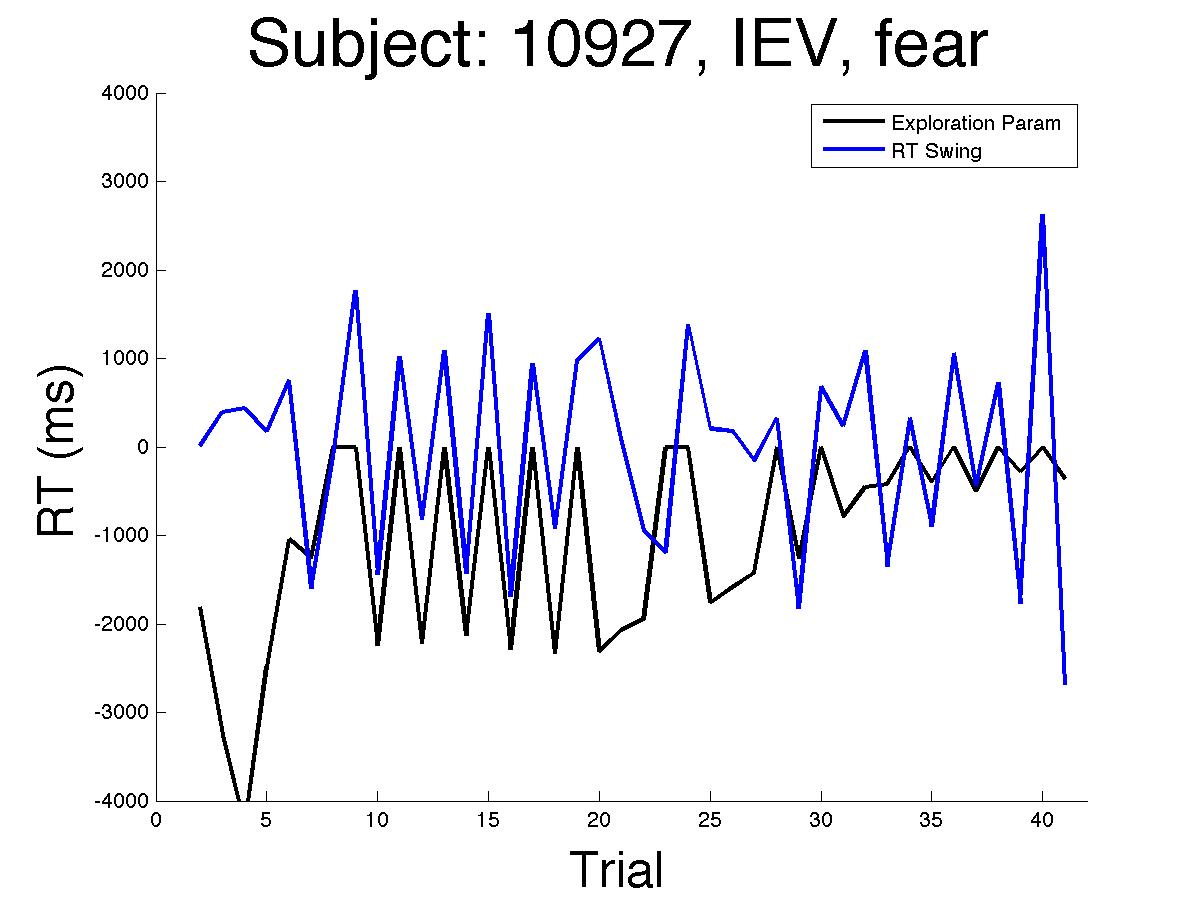 Subject: 10927, IEV, fear
4000
3000
2000
1000
0
-1000
-2000
-3000
-4000
RT (ms)
Exploration Param
RT Swing
0 5 10 15 20 25 30 35 40
Trial